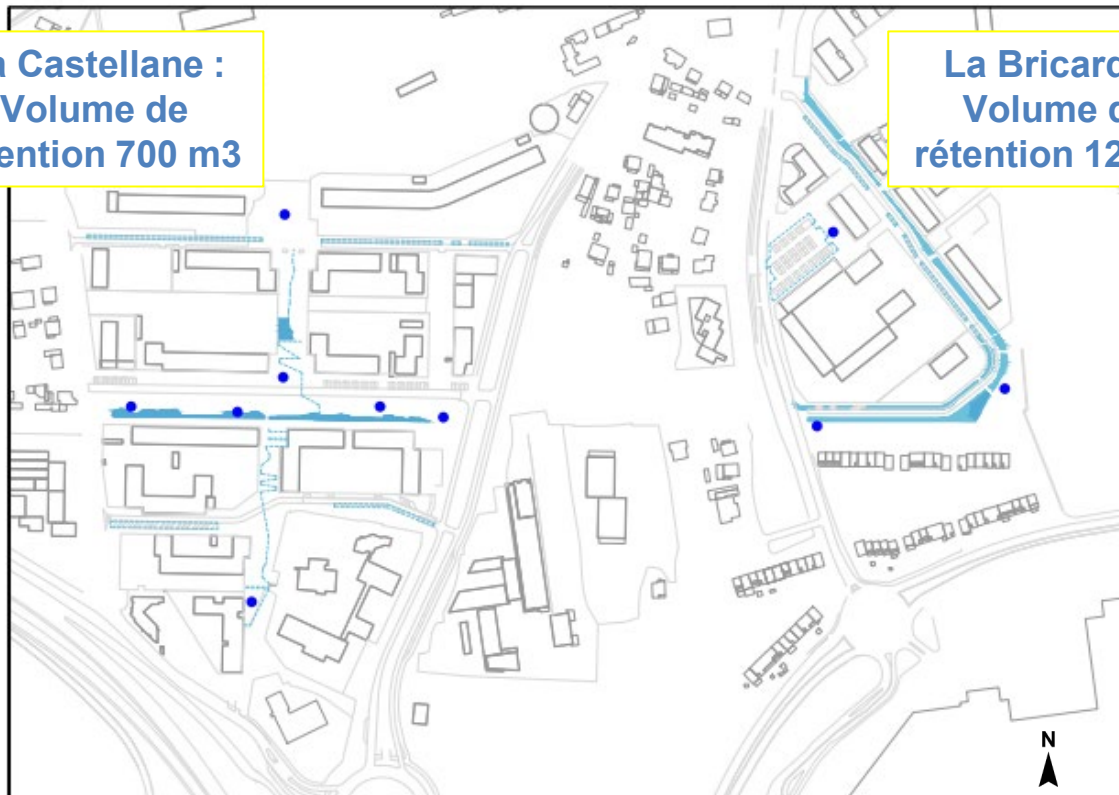 a Castellane :
Volume de
ention 700 m3
La Bricard
Volume d
rétention 12
N